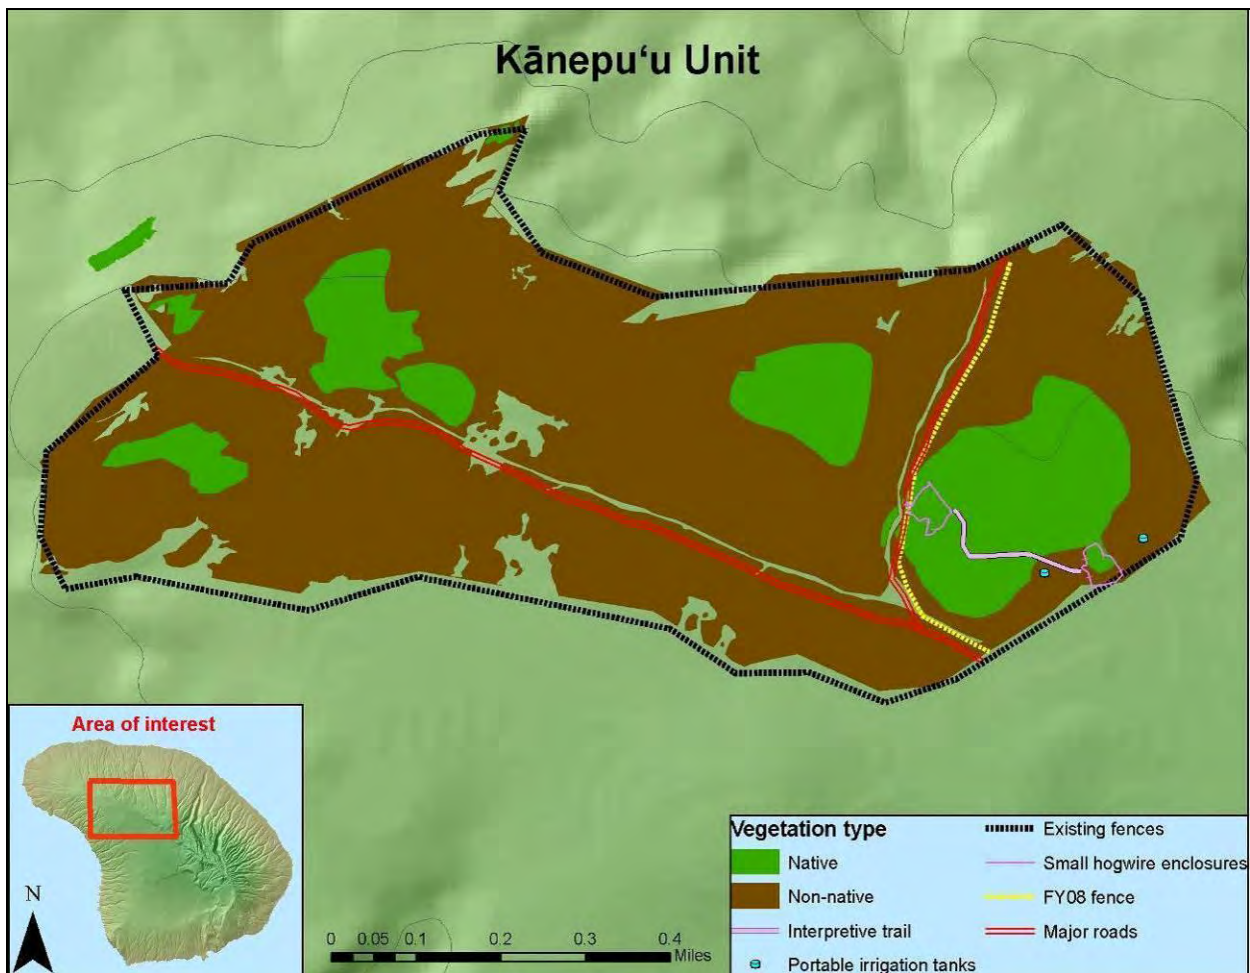 Kānepuʻu Unit
Area of interest
N
0 0.05 0.1 0.2 0.3 0.4
Miles
Vegetation type
Native
Non-native
Interpretive trail
Portable irrigation tanks
Existing fences
Small hogwire enclosures
FY08 fence
Major roads